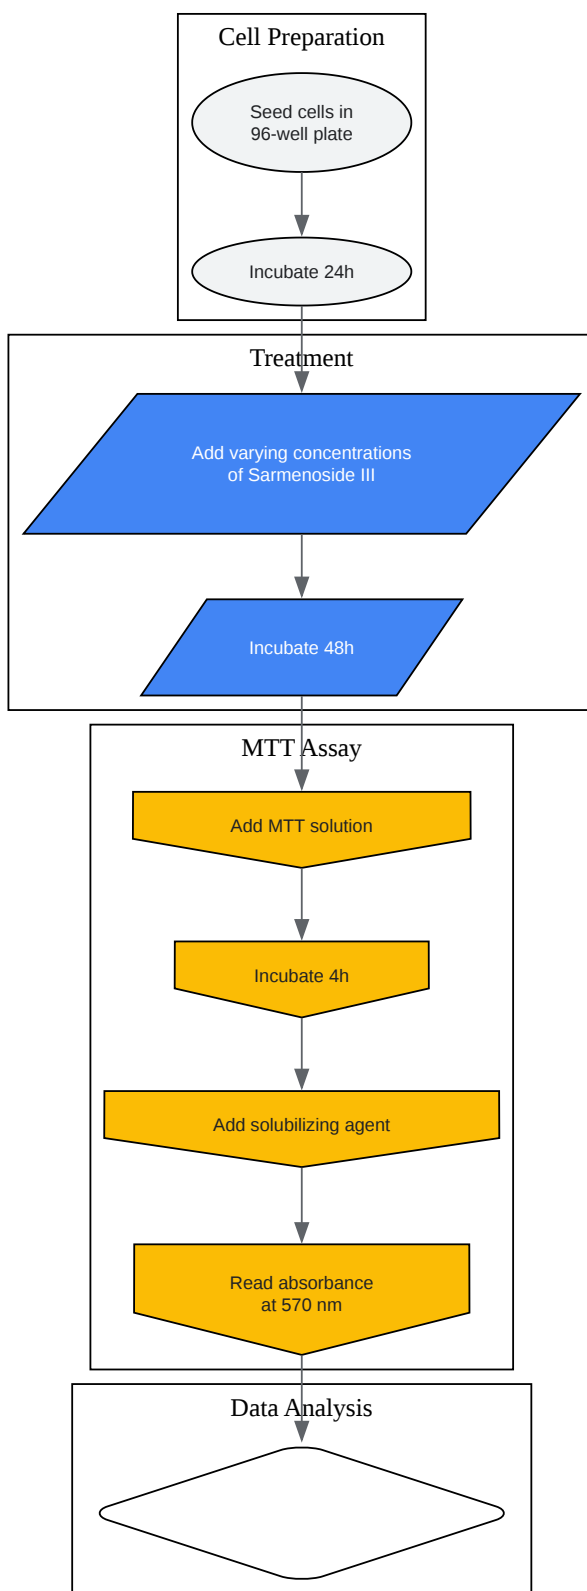 Cell Preparation
Seed cells in
96-well plate
Incubate 24h
Treatment
Add varying concentrations
of Sarmenoside III
Incubate 48h
MTT Assay
Add MTT solution
Incubate 4h
Add solubilizing agent
Read absorbance
at 570 nm
Data Analysis